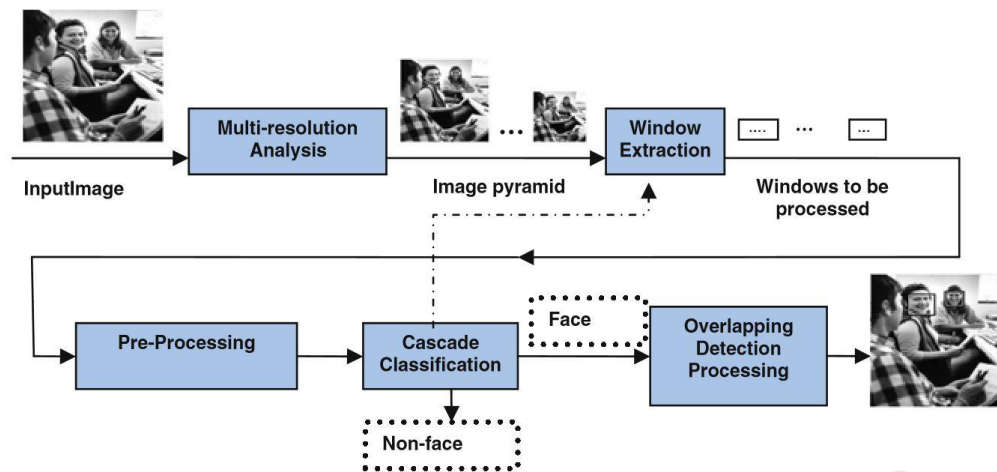 Multi-resolution
Analysis
...
Window
Extraction
....
...
...
InputImage
Image pyramid
Windows to be
processed
Pre-Processing
Cascade
Classification
Face
Overlapping
Detection
Processing
Non-face